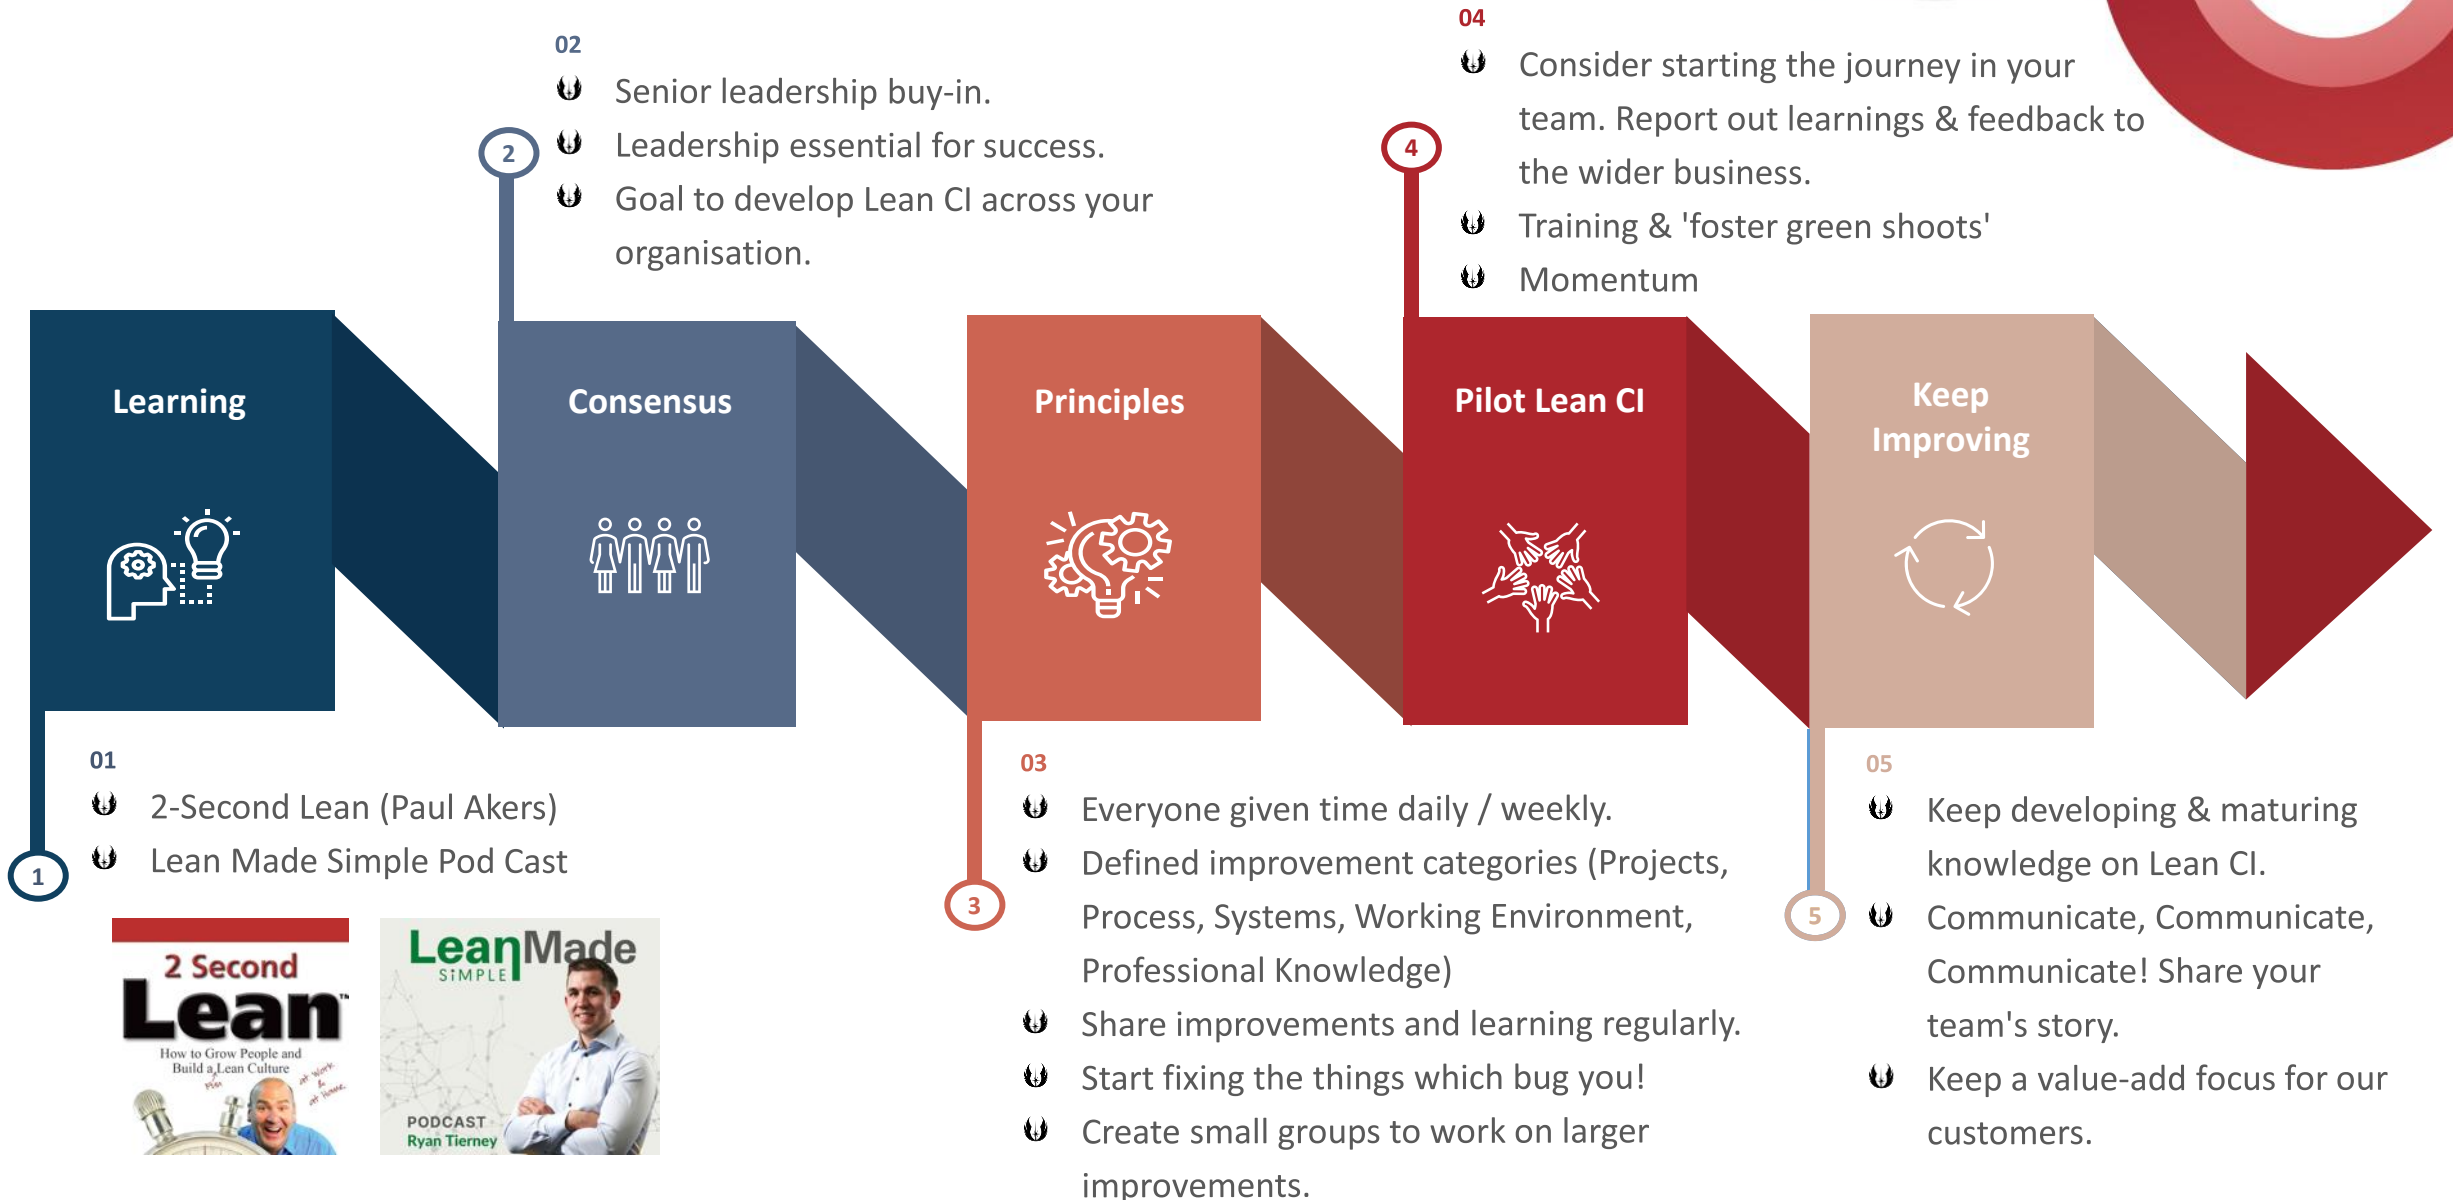 02
Senior leadership buy-in.
Leadership essential for success.
Goal to develop Lean CI across your
organisation.
2
04
Consider starting the journey in your
team. Report out learnings & feedback to
the wider business.
Training & 'foster green shoots'
Momentum
4
Learning
Consensus
Principles
Pilot Lean CI
Keep
Improving
01
2-Second Lean (Paul Akers)
Lean Made Simple Pod Cast
1
2 Second
Lean™
How to Grow People and
Build a Lean Culture
Fun
at Work
&
at Home
LeanMade
SiMPLE
PODCAST
Ryan Tierney
03
Everyone given time daily / weekly.
Defined improvement categories (Projects,
Process, Systems, Working Environment,
Professional Knowledge)
Share improvements and learning regularly.
Start fixing the things which bug you!
Create small groups to work on larger
improvements.
3
05
Keep developing & maturing
knowledge on Lean CI.
Communicate, Communicate,
Communicate! Share your
team's story.
Keep a value-add focus for our
customers.
5